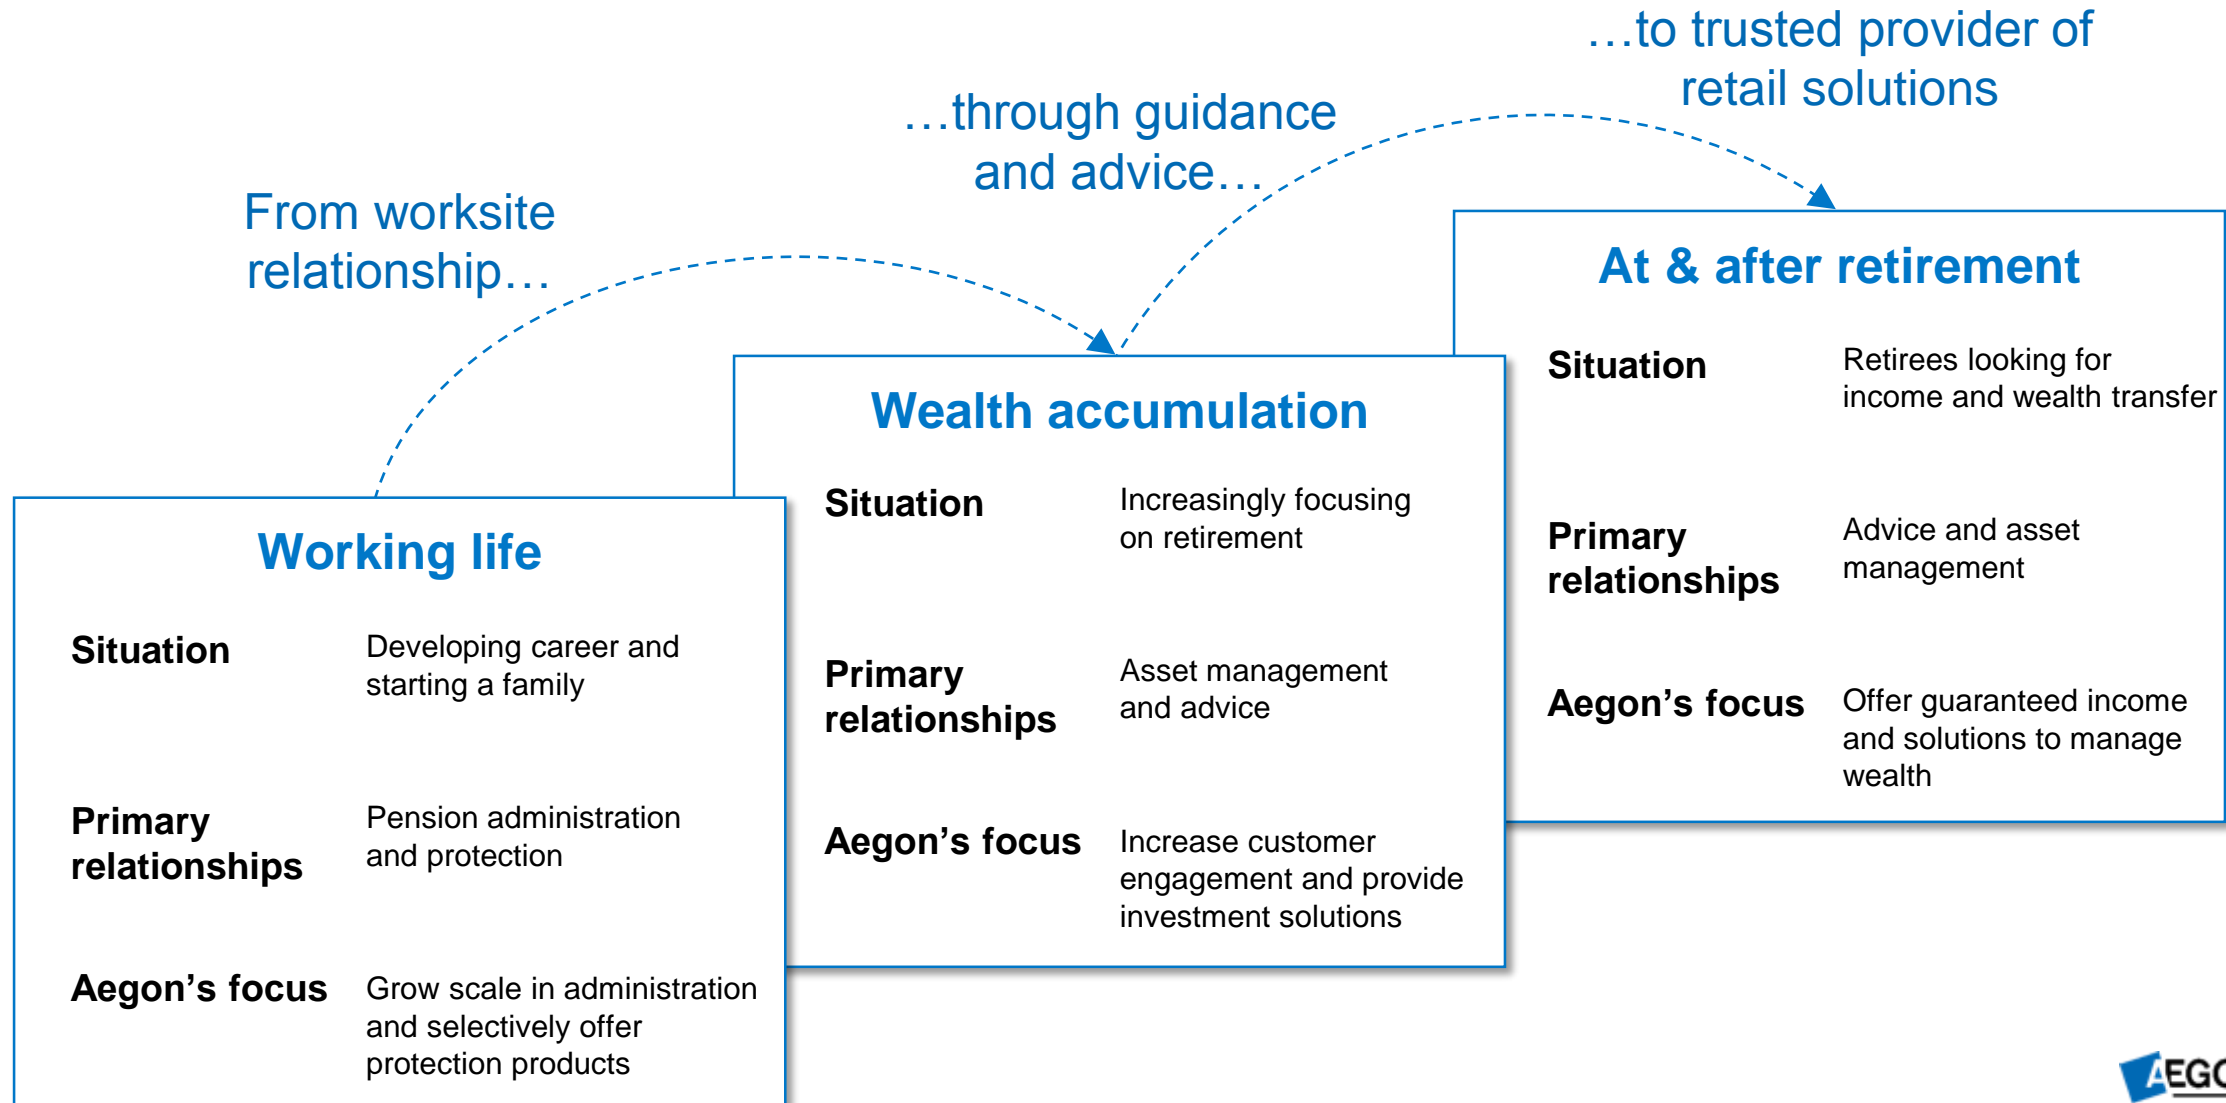 From worksite
relationship…
…through guidance
and advice…
…to trusted provider of
retail solutions
Working life
Situation
Developing career and
starting a family
Primary
relationships
Pension administration
and protection
Aegon’s focus
Grow scale in administration
and selectively offer
protection products
Wealth accumulation
Situation
Increasingly focusing
on retirement
Primary
relationships
Asset management
and advice
Aegon’s focus
Increase customer
engagement and provide
investment solutions
At & after retirement
Situation
Retirees looking for
income and wealth transfer
Primary
relationships
Advice and asset
management
Aegon’s focus
Offer guaranteed income
and solutions to manage
wealth